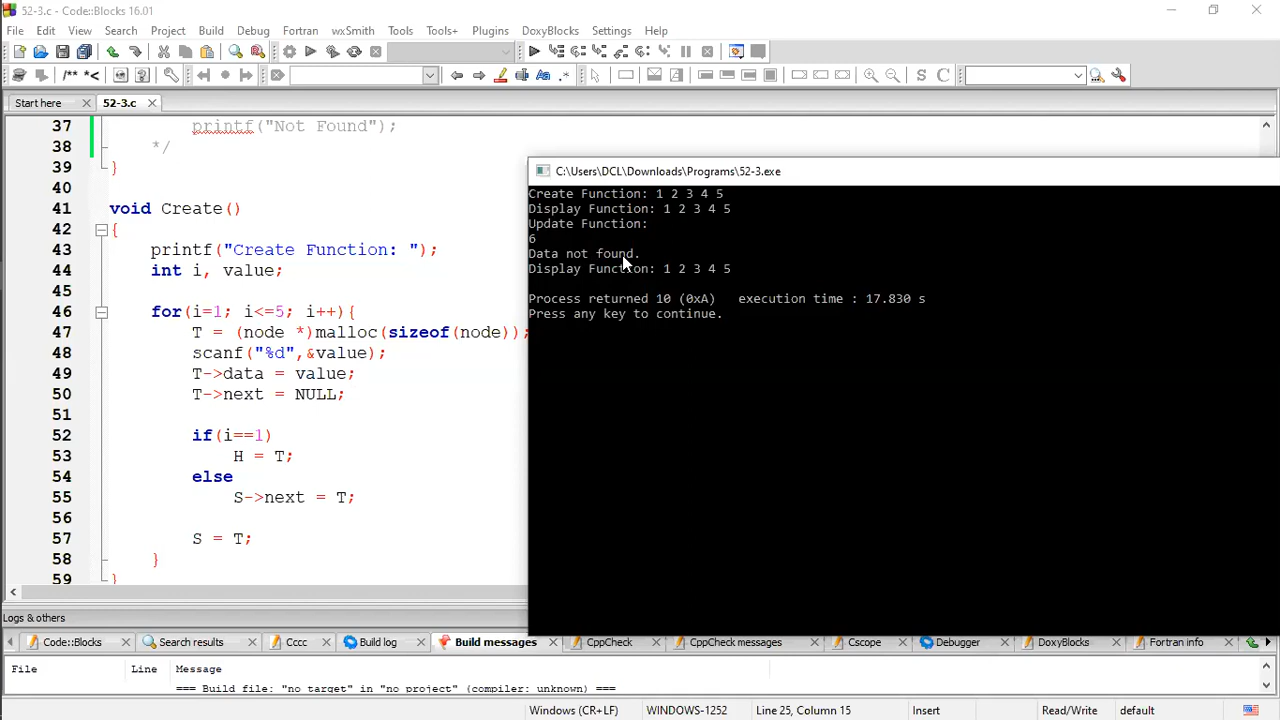 52-3.c - Code::Blocks 16.01
File Edit View Search Project Build Debug Fortran wxSmith Tools Tools+ Plugins DoxyBlocks Settings Help
/** *<
S C
Start here 52-3.c
37 printf("Not Found");
38 */
39 }
40
41 void Create()
42 {
43 printf("Create Function: ");
44 int i, value;
45
46 for(i=1; i<=5; i++){
47 T = (node *)malloc(sizeof(node));
48 scanf("%d",&value);
49 T->data = value;
50 T->next = NULL;
51
52 if(i==1)
53 H = T;
54 else
55 S->next = T;
56
57 S = T;
58 }
59 }
C:\Users\DCL\Downloads\Programs\52-3.exe
Create Function: 1 2 3 4 5
Display Function: 1 2 3 4 5
Update Function:
6
Data not found.
Display Function: 1 2 3 4 5
Process returned 10 (0xA) execution time : 17.830 s
Press any key to continue.
Logs & others
Code::Blocks Search results Cccc Build log Build messages CppCheck CppCheck messages Cscope Debugger DoxyBlocks Fortran info
File Line Message
=== Build file: "no target" in "no project" (compiler: unknown) ===
Windows (CR+LF) WINDOWS-1252 Line 25, Column 15 Insert Read/Write default